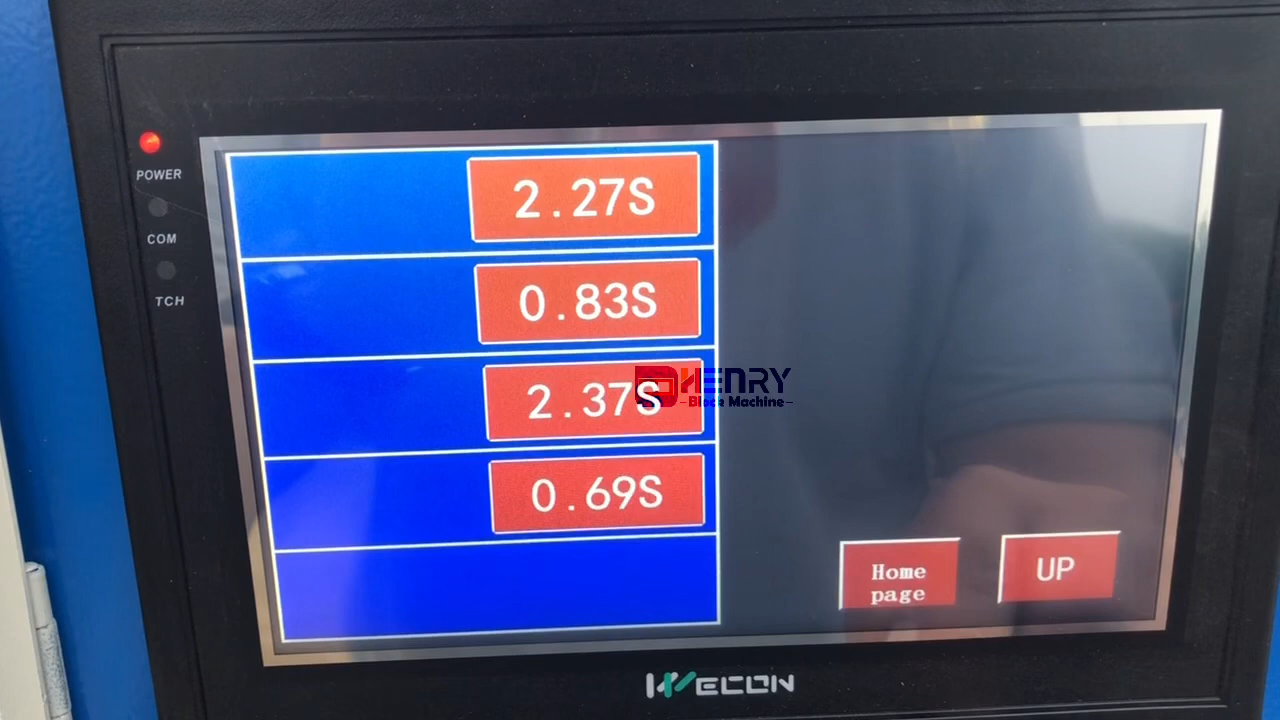 POWER
COM
TCH
2.27S
0.83S
2.37S
0.69S
HENRY
-Block Machine-
Home
page
UP
WECON